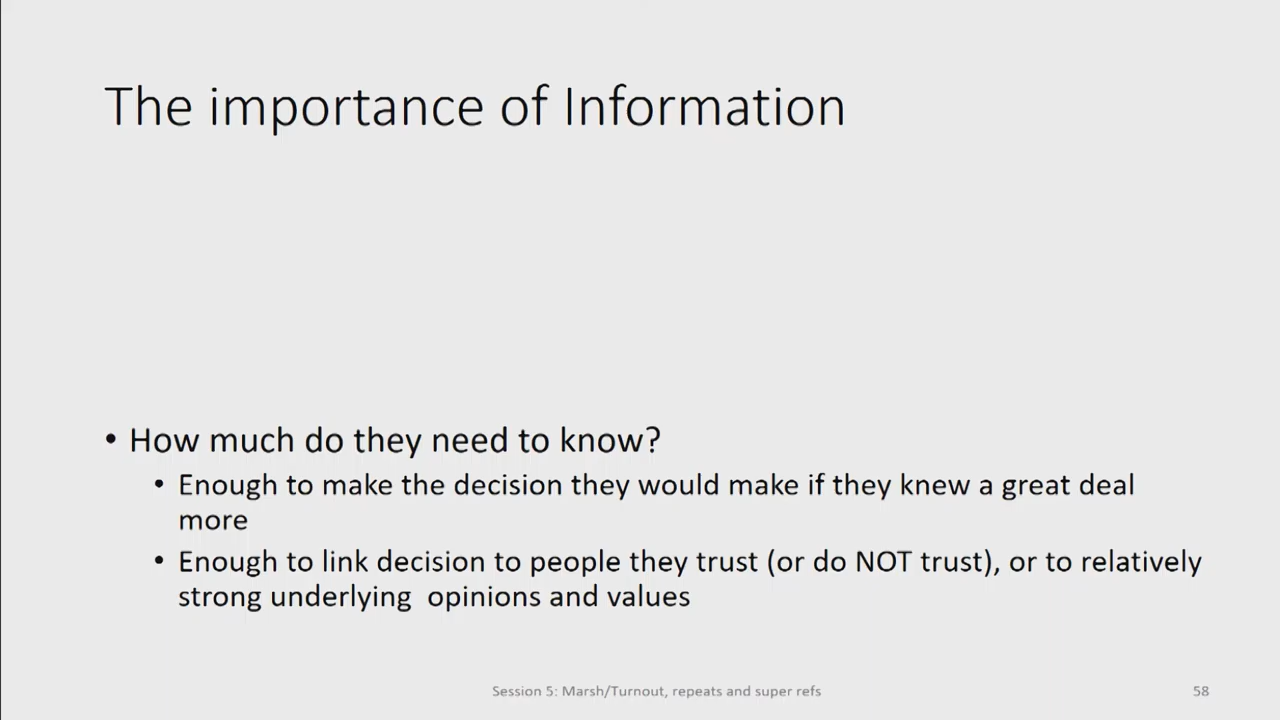 The importance of Information
• How much do they need to know?
• Enough to make the decision they would make if they knew a great deal
more
• Enough to link decision to people they trust (or do NOT trust), or to relatively
strong underlying  opinions and values
Session 5: Marsh/Turnout, repeats and super refs
58